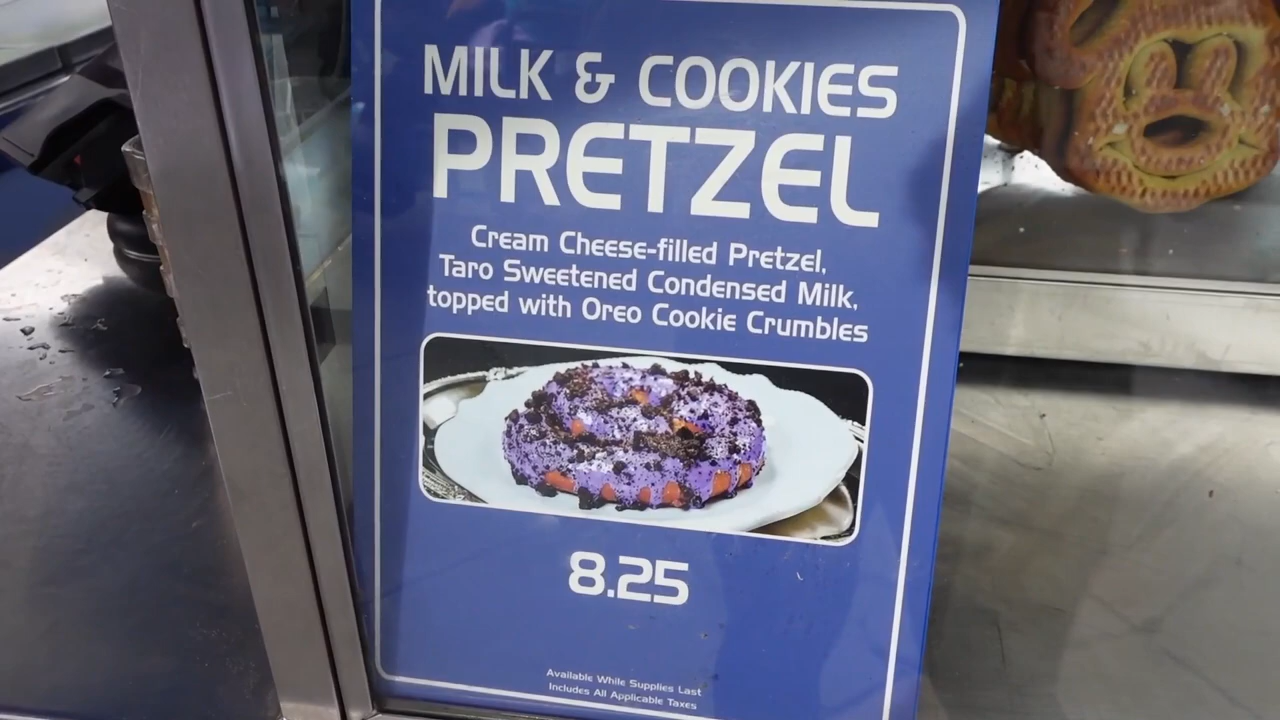 MILK & COOKIES
PRETZEL
Cream Cheese-filled Pretzel,
Taro Sweetened Condensed Milk,
topped with Oreo Cookie Crumbles
8.25
Available While Supplies Last
Includes All Applicable Taxes